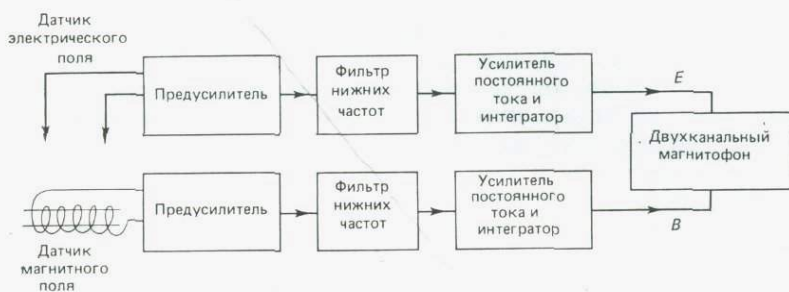 Датчик
электрического
поля
Предусилитель
Фильтр
нижних
частот
Усилитель
постоянного
тока и
интегратор
E
Двухканальный
магнитофон
Предусилитель
Фильтр
нижних
частот
Усилитель
постоянного
тока и
интегратор
B
Датчик
магнитного
поля